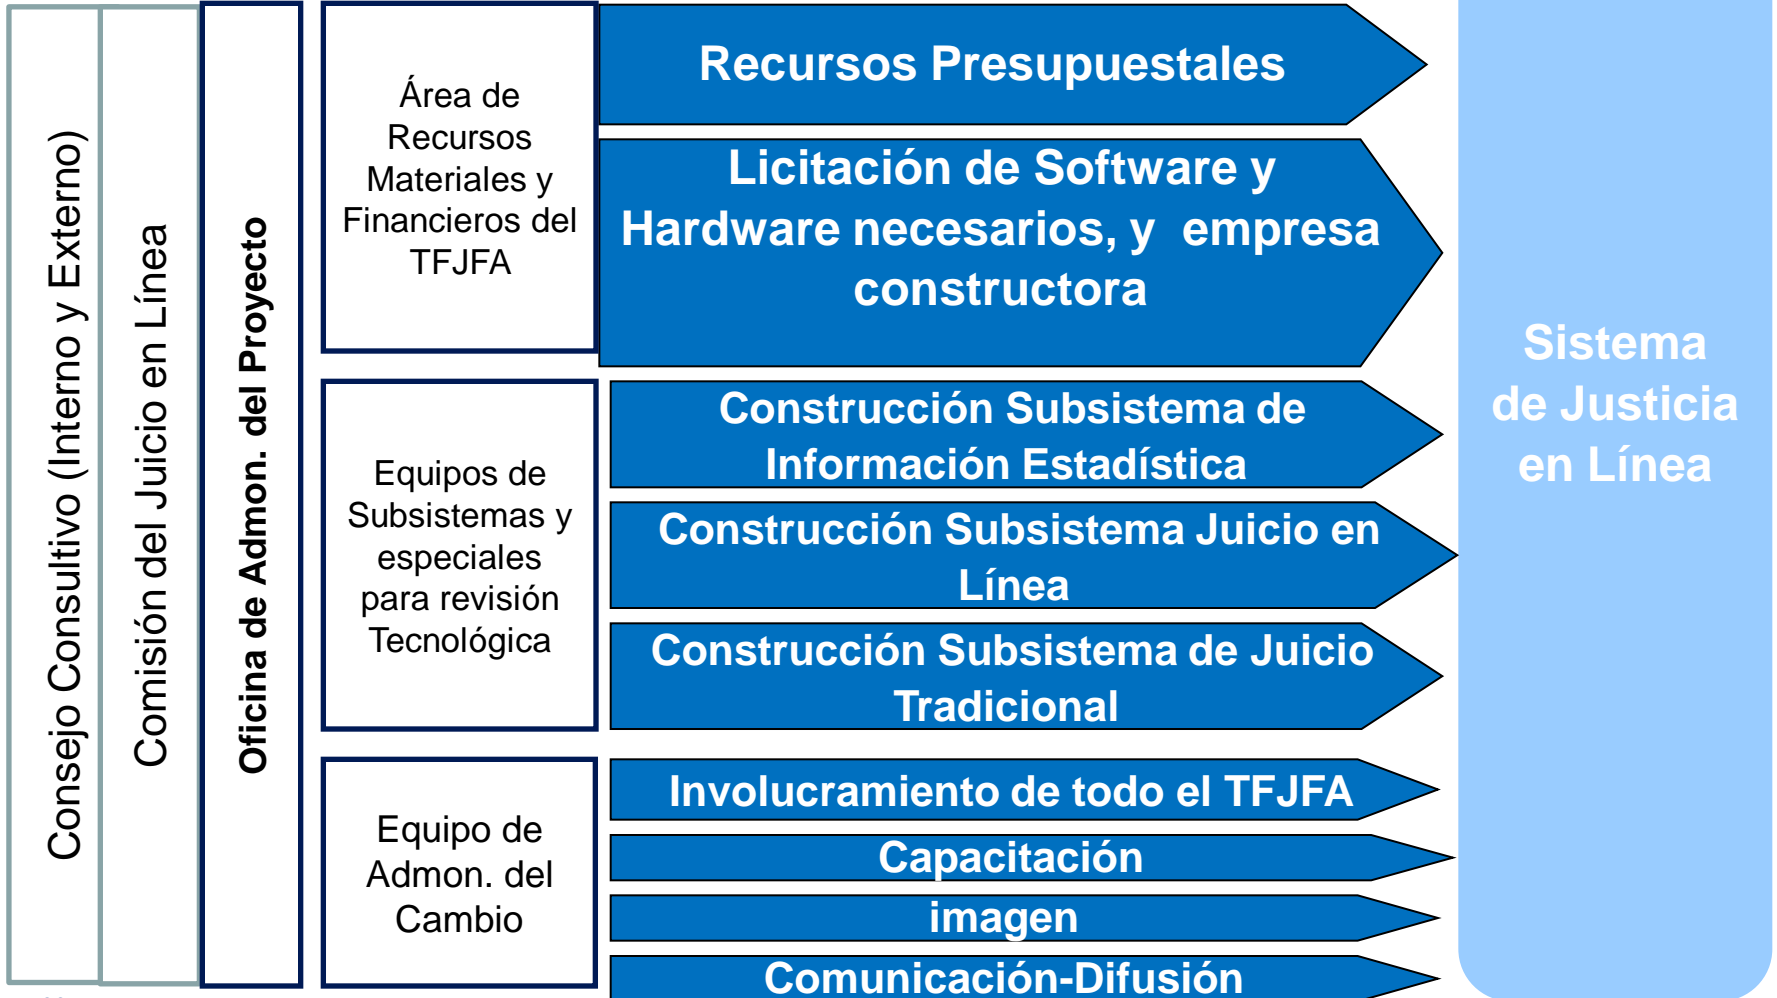 Consejo Consultivo (Interno y Externo)
Comisión del Juicio en Línea
Oficina de Admon. del Proyecto
Área de
Recursos
Materiales y
Financieros del
TFJFA
Recursos Presupuestales
Licitación de Software y
Hardware necesarios, y empresa
constructora
Equipos de
Subsistemas y
especiales
para revisión
Tecnológica
Construcción Subsistema de
Información Estadística
Construcción Subsistema Juicio en
Línea
Construcción Subsistema de Juicio
Tradicional
Equipo de
Admon. del
Cambio
Involucramiento de todo el TFJFA
Capacitación
imagen
Comunicación-Difusión
Sistema
de Justicia
en Línea